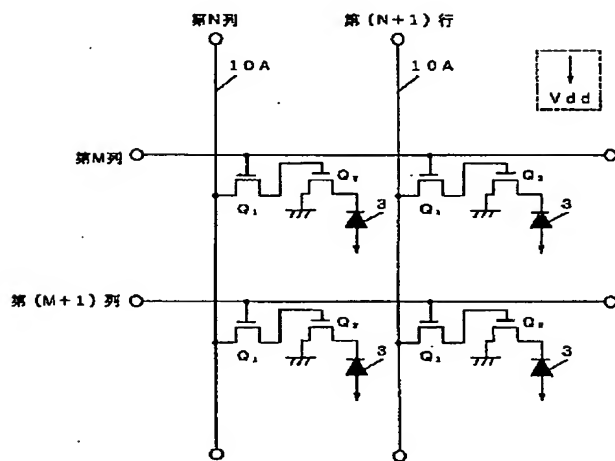 第N列 第(N+1)行
10A 10A
Vdd
第M列
Q₂ Q₂
3 3
Q₁ Q₁
第(M+1)列
Q₂ Q₂
3 3
Q₁ Q₁